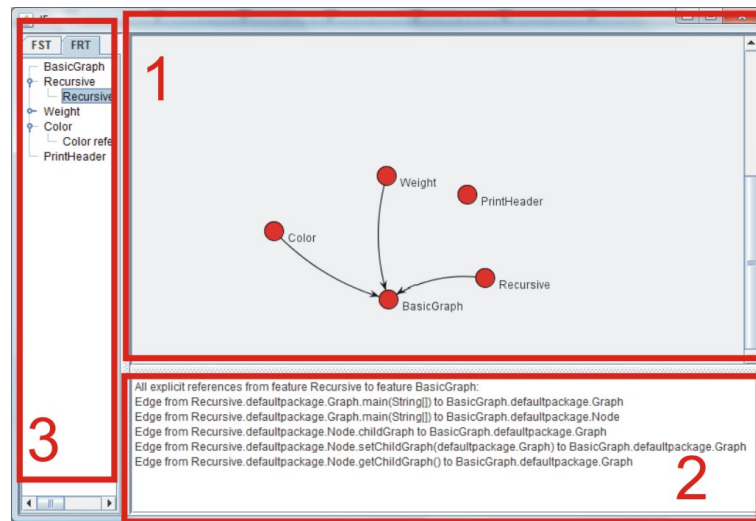 FST FRT
BasicGraph
Recursive
Recursive
Weight
Color
Color refe
PrintHeader
3
1
Weight
PrintHeader
Color
Recursive
BasicGraph
All explicit references from feature Recursive to feature BasicGraph:
Edge from Recursive.defaultpackage.Graph.main(String[]) to BasicGraph.defaultpackage.Graph
Edge from Recursive.defaultpackage.Graph.main(String[]) to BasicGraph.defaultpackage.Node
Edge from Recursive.defaultpackage.Node.childGraph to BasicGraph.defaultpackage.Graph
Edge from Recursive.defaultpackage.Node.setChildGraph(defaultpackage.Graph) to BasicGraph.defaultpackage.Graph
Edge from Recursive.defaultpackage.Node.getChildGraph() to BasicGraph.defaultpackage.Graph
2